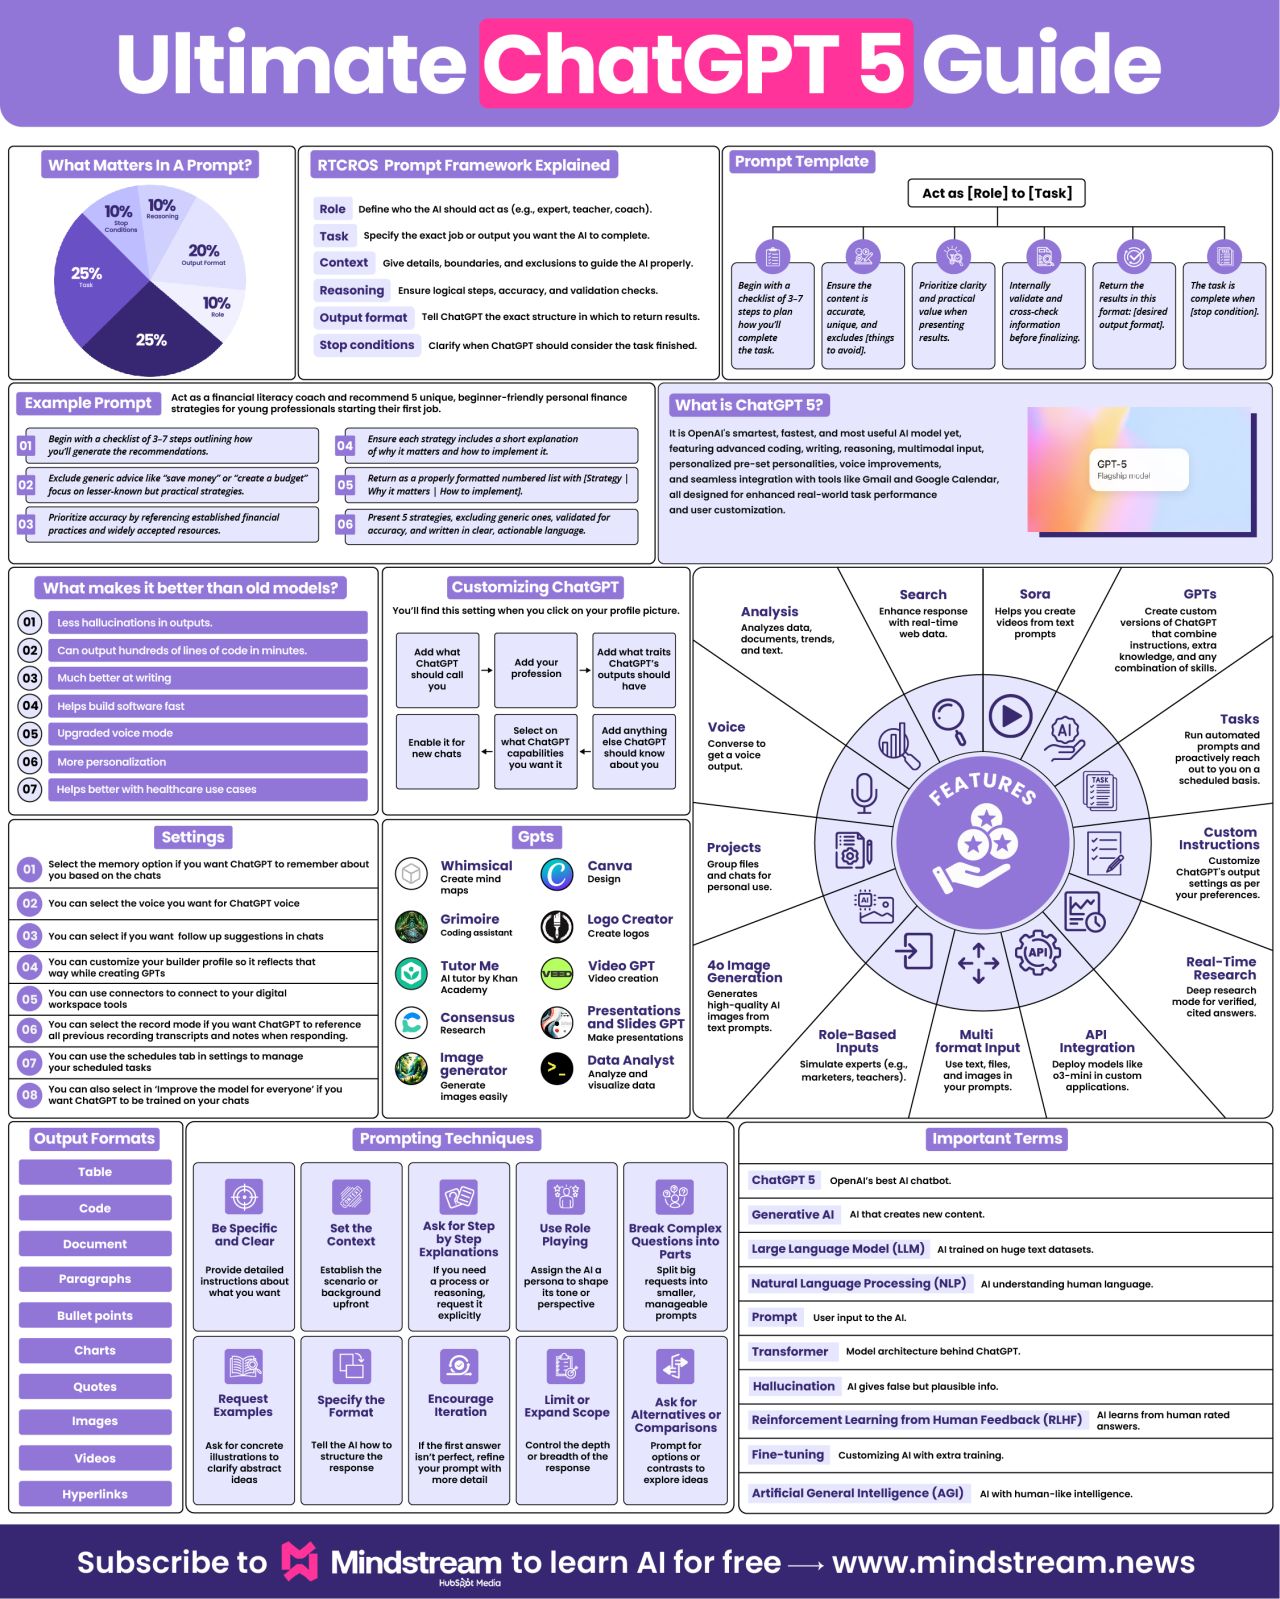 Ultimate ChatGPT 5 Guide
What Matters In A Prompt?
10%
Stop
Conditions
10%
Reasoning
20%
Output Format
10%
Role
25%
25%
Task
RTCROS Prompt Framework Explained
Role Define who the AI should act as (e.g., expert, teacher, coach).
Task Specify the exact job or output you want the AI to complete.
Context Give details, boundaries, and exclusions to guide the AI properly.
Reasoning Ensure logical steps, accuracy, and validation checks.
Output format Tell ChatGPT the exact structure in which to return results.
Stop conditions Clarify when ChatGPT should consider the task finished.
Prompt Template
Act as [Role] to [Task]
Begin with a
checklist of 3–7
steps to plan
how you’ll
complete
the task.
Ensure the
content is
accurate,
unique, and
excludes [things
to avoid].
Prioritize clarity
and practical
value when
presenting
results.
Internally
validate and
cross-check
information
before finalizing.
Return the
results in this
format: [desired
output format].
The task is
complete when
[stop condition].
Example Prompt
Act as a financial literacy coach and recommend 5 unique, beginner-friendly personal finance
strategies for young professionals starting their first job.
01
Begin with a checklist of 3–7 steps outlining how
you’ll generate the recommendations.
02
Exclude generic advice like “save money” or “create a budget”
focus on lesser-known but practical strategies.
03
Prioritize accuracy by referencing established financial
practices and widely accepted resources.
04
Ensure each strategy includes a short explanation
of why it matters and how to implement it.
05
Return as a properly formatted numbered list with [Strategy |
Why it matters | How to implement].
06
Present 5 strategies, excluding generic ones, validated for
accuracy, and written in clear, actionable language.
What is ChatGPT 5?
It is OpenAI's smartest, fastest, and most useful AI model yet,
featuring advanced coding, writing, reasoning, multimodal input,
personalized pre-set personalities, voice improvements,
and seamless integration with tools like Gmail and Google Calendar,
all designed for enhanced real-world task performance
and user customization.
GPT-5
Flagship model
What makes it better than old models?
01 Less hallucinations in outputs.
02 Can output hundreds of lines of code in minutes.
03 Much better at writing
04 Helps build software fast
05 Upgraded voice mode
06 More personalization
07 Helps better with healthcare use cases
Customizing ChatGPT
You’ll find this setting when you click on your profile picture.
Add what
ChatGPT
should call
you
Add your
profession
Add what traits
ChatGPT’s
outputs should
have
Add anything
else ChatGPT
should know
about you
Select on
what ChatGPT
capabilities
you want it
Enable it for
new chats
FEATURES
Analysis
Analyzes data,
documents, trends,
and text.
Search
Enhance response
with real-time
web data.
Sora
Helps you create
videos from text
prompts
GPTs
Create custom
versions of ChatGPT
that combine
instructions, extra
knowledge, and any
combination of skills.
AI
Tasks
Run automated
prompts and
proactively reach
out to you on a
scheduled basis.
TASK
Custom
Instructions
Customize
ChatGPT's output
settings as per
your preferences.
Real-Time
Research
Deep research
mode for verified,
cited answers.
API
Integration
Deploy models like
o3-mini in custom
applications.
API
Multi
format Input
Use text, files,
and images in
your prompts.
Role-Based
Inputs
Simulate experts (e.g.,
marketers, teachers).
4o Image
Generation
Generates
high-quality AI
images from
text prompts.
AI
Projects
Group files
and chats for
personal use.
Voice
Converse to
get a voice
output.
Settings
01
Select the memory option if you want ChatGPT to remember about
you based on the chats
02 You can select the voice you want for ChatGPT voice
03 You can select if you want follow up suggestions in chats
04
You can customize your builder profile so it reflects that
way while creating GPTs
05
You can use connectors to connect to your digital
workspace tools
06
You can select the record mode if you want ChatGPT to reference
all previous recording transcripts and notes when responding.
07
You can use the schedules tab in settings to manage
your scheduled tasks
08
You can also select in ‘Improve the model for everyone’ if you
want ChatGPT to be trained on your chats
Gpts
Whimsical
Create mind
maps
Grimoire
Coding assistant
Tutor Me
AI tutor by Khan
Academy
Consensus
Research
Image
generator
Generate
images easily
C
Canva
Design
Logo Creator
Create logos
VEED
Video GPT
Video creation
Presentations
and Slides GPT
Make presentations
>_
Data Analyst
Analyze and
visualize data
Output Formats
Table
Code
Document
Paragraphs
Bullet points
Charts
Quotes
Images
Videos
Hyperlinks
Prompting Techniques
Be Specific
and Clear
Provide detailed
instructions about
what you want
Set the
Context
Establish the
scenario or
background
upfront
Ask for Step
by Step
Explanations
If you need
a process or
reasoning,
request it
explicitly
Use Role
Playing
Assign the AI a
persona to shape
its tone or
perspective
Break Complex
Questions into
Parts
Split big
requests into
smaller,
manageable
prompts
Request
Examples
Ask for concrete
illustrations to
clarify abstract
ideas
Specify the
Format
Tell the AI how to
structure the
response
Encourage
Iteration
If the first answer
isn’t perfect, refine
your prompt with
more detail
Limit or
Expand Scope
Control the depth
or breadth of the
response
Ask for
Alternatives or
Comparisons
Prompt for
options or
contrasts to
explore ideas
Important Terms
ChatGPT 5 OpenAI’s best AI chatbot.
Generative AI AI that creates new content.
Large Language Model (LLM) AI trained on huge text datasets.
Natural Language Processing (NLP) AI understanding human language.
Prompt User input to the AI.
Transformer Model architecture behind ChatGPT.
Hallucination AI gives false but plausible info.
Reinforcement Learning from Human Feedback (RLHF) AI learns from human rated
answers.
Fine-tuning Customizing AI with extra training.
Artificial General Intelligence (AGI) AI with human-like intelligence.
Subscribe to Mindstream to learn AI for free → www.mindstream.news
HubSpot Media